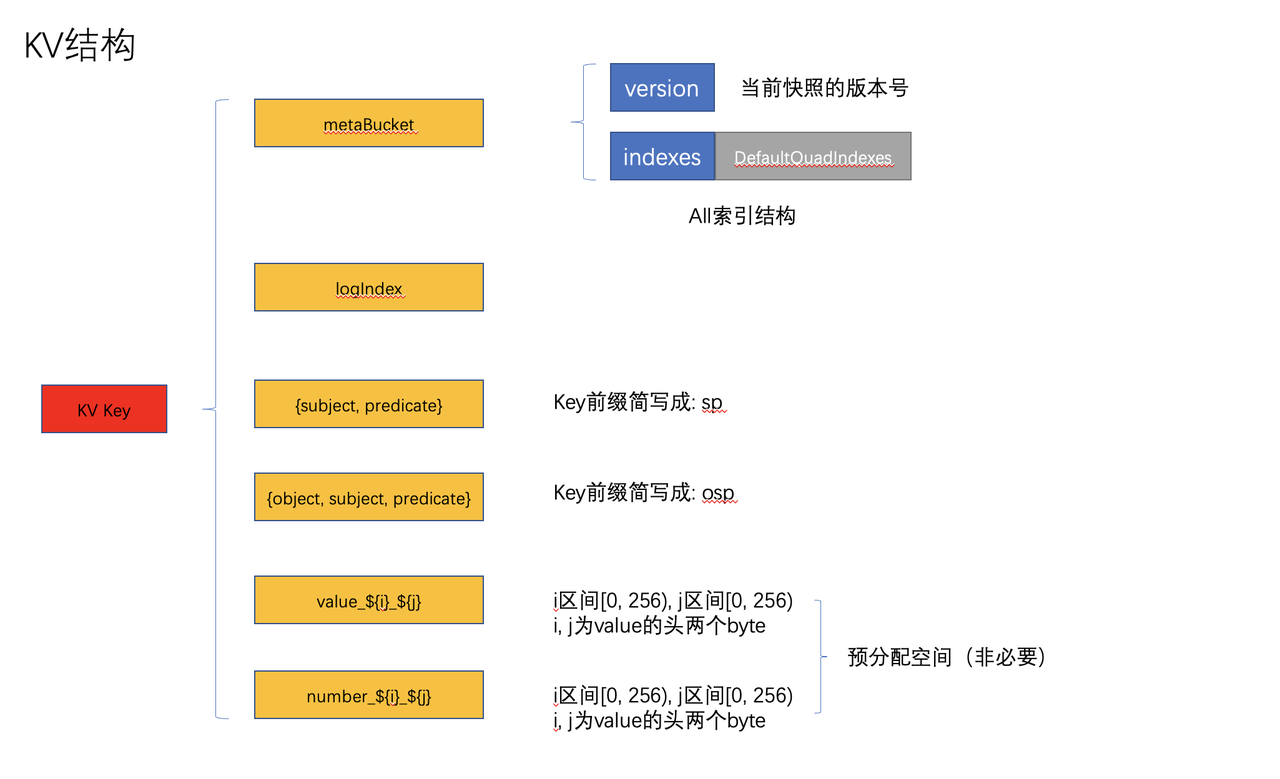 KV结构
version
当前快照的版本号
metaBucket
indexes
DefaultQuadIndexes
All索引结构
logIndex
KV Key
{subject, predicate}
Key前缀简写成: sp
{object, subject, predicate}
Key前缀简写成: osp
value_${i}_${j}
i区间[0, 256), j区间[0, 256)
i, j为value的头两个byte
预分配空间（非必要）
number_${i}_${j}
i区间[0, 256), j区间[0, 256)
i, j为value的头两个byte